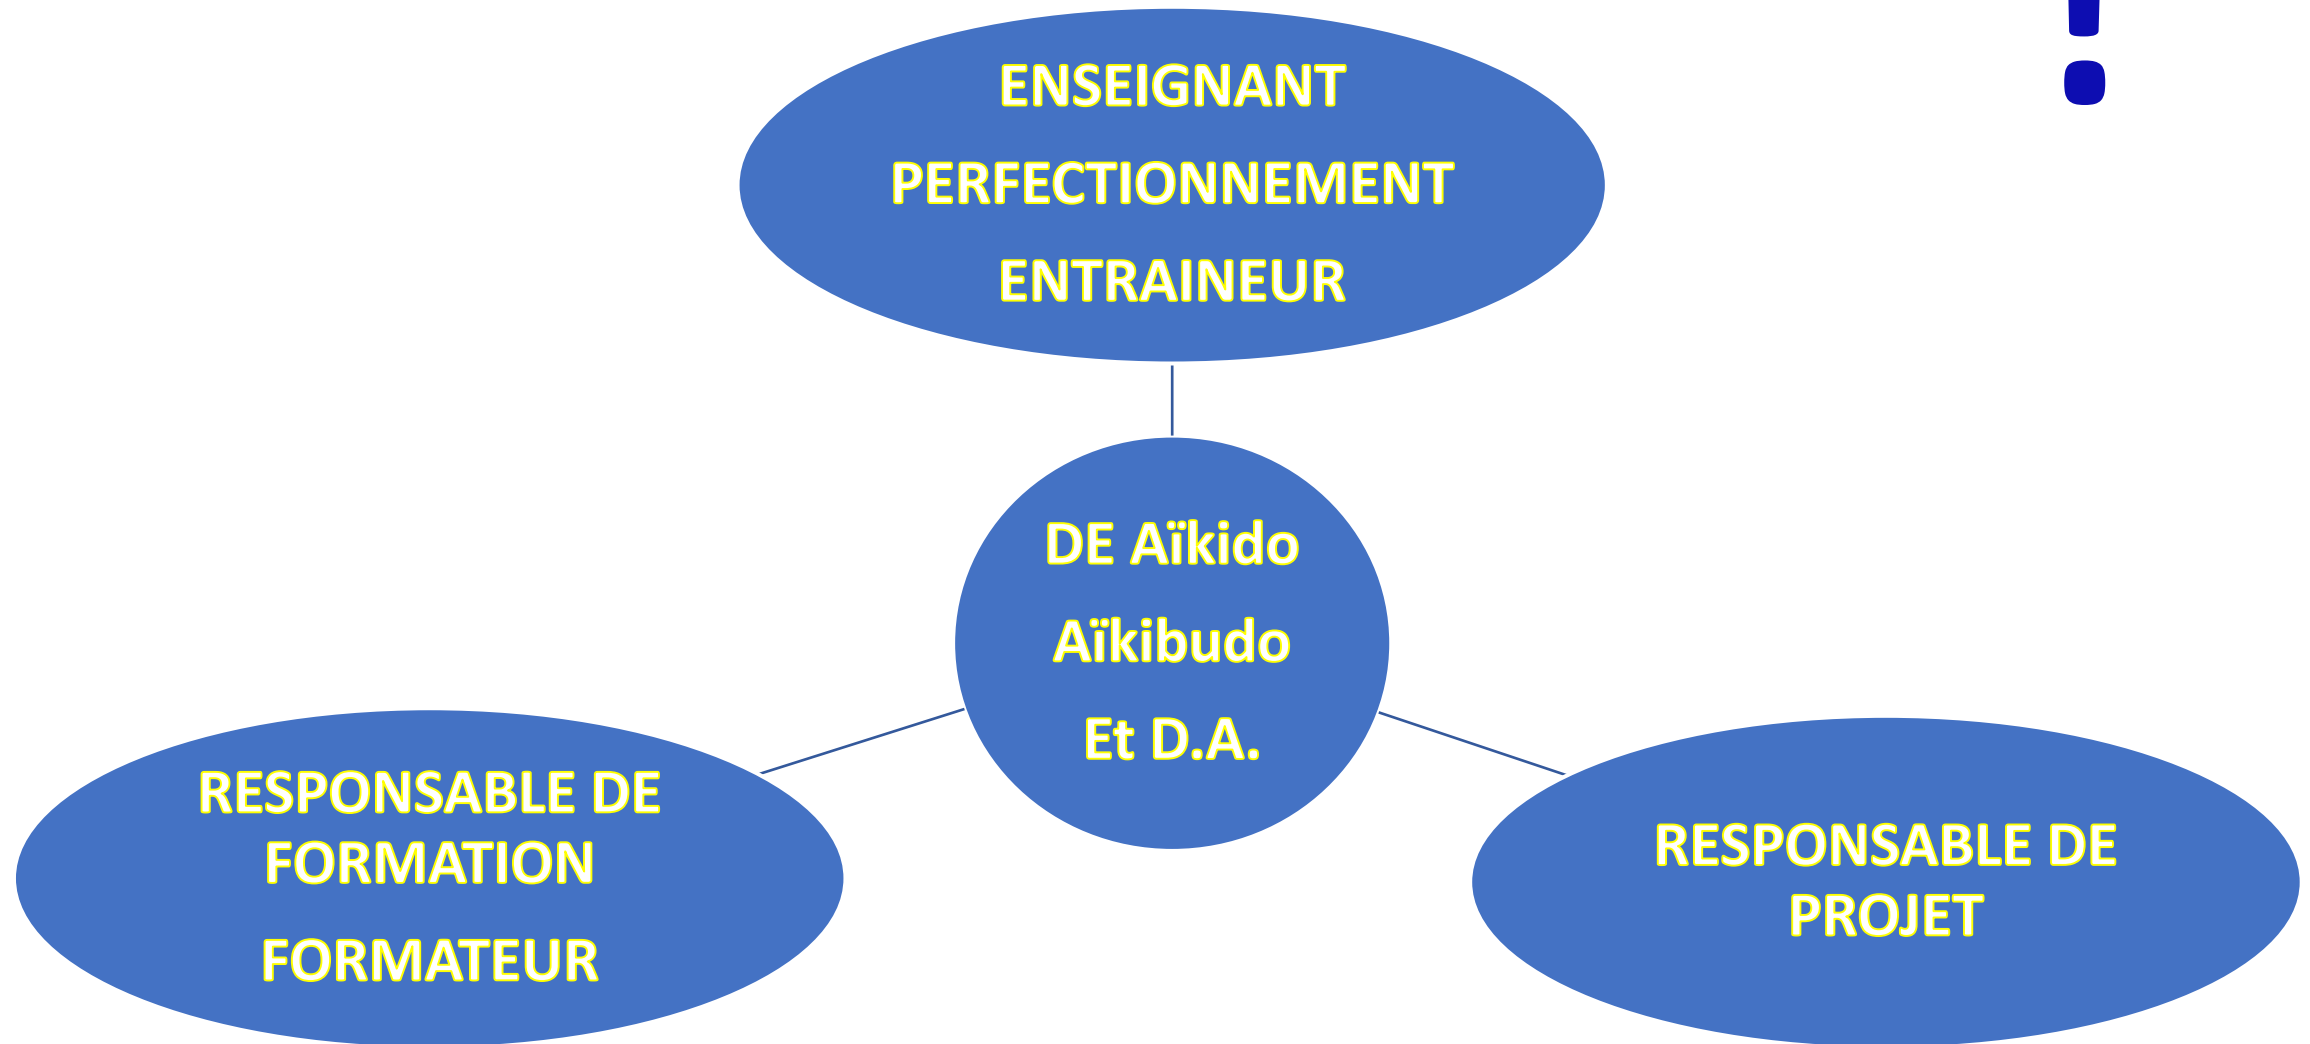 !
ENSEIGNANT
PERFECTIONNEMENT
ENTRAINEUR
DE Aïkido
Aïkibudo
Et D.A.
RESPONSABLE DE
FORMATION
FORMATEUR
RESPONSABLE DE
PROJET